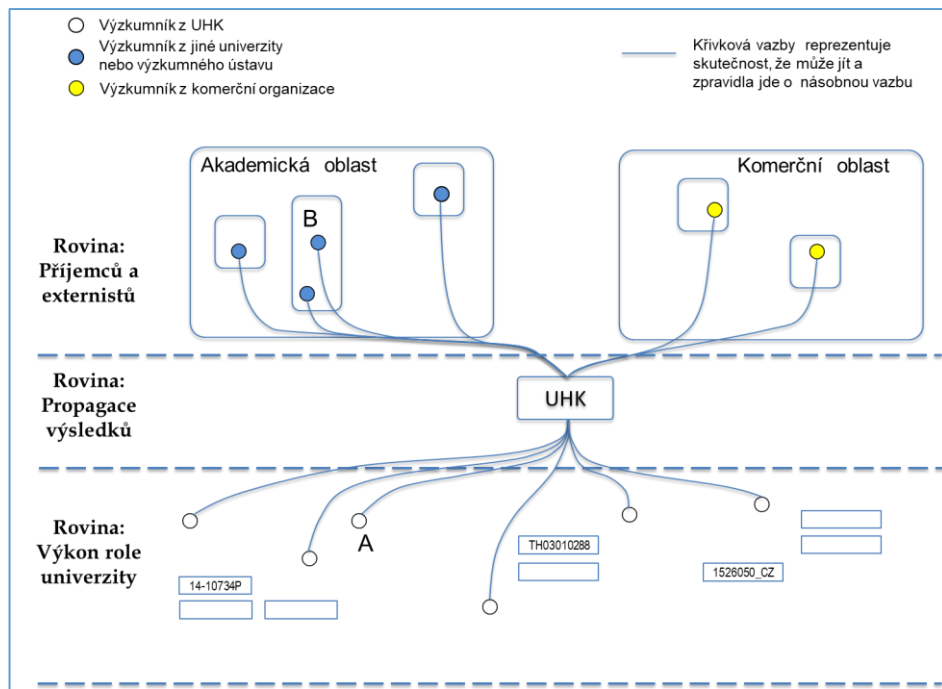 Výzkumník z UHK
Výzkumník z jiné univerzity
nebo výzkumného ústavu
Výzkumník z komerční organizace
Křivková vazby reprezentuje
skutečnost, že může jít a
zpravidla jde o násobnou vazbu
Akademická oblast
Komerční oblast
B
Rovina:
Příjemců a
externistů
Rovina:
Propagace
výsledků
UHK
Rovina:
Výkon role
univerzity
A
TH03010288
1526050_CZ
14-10734P